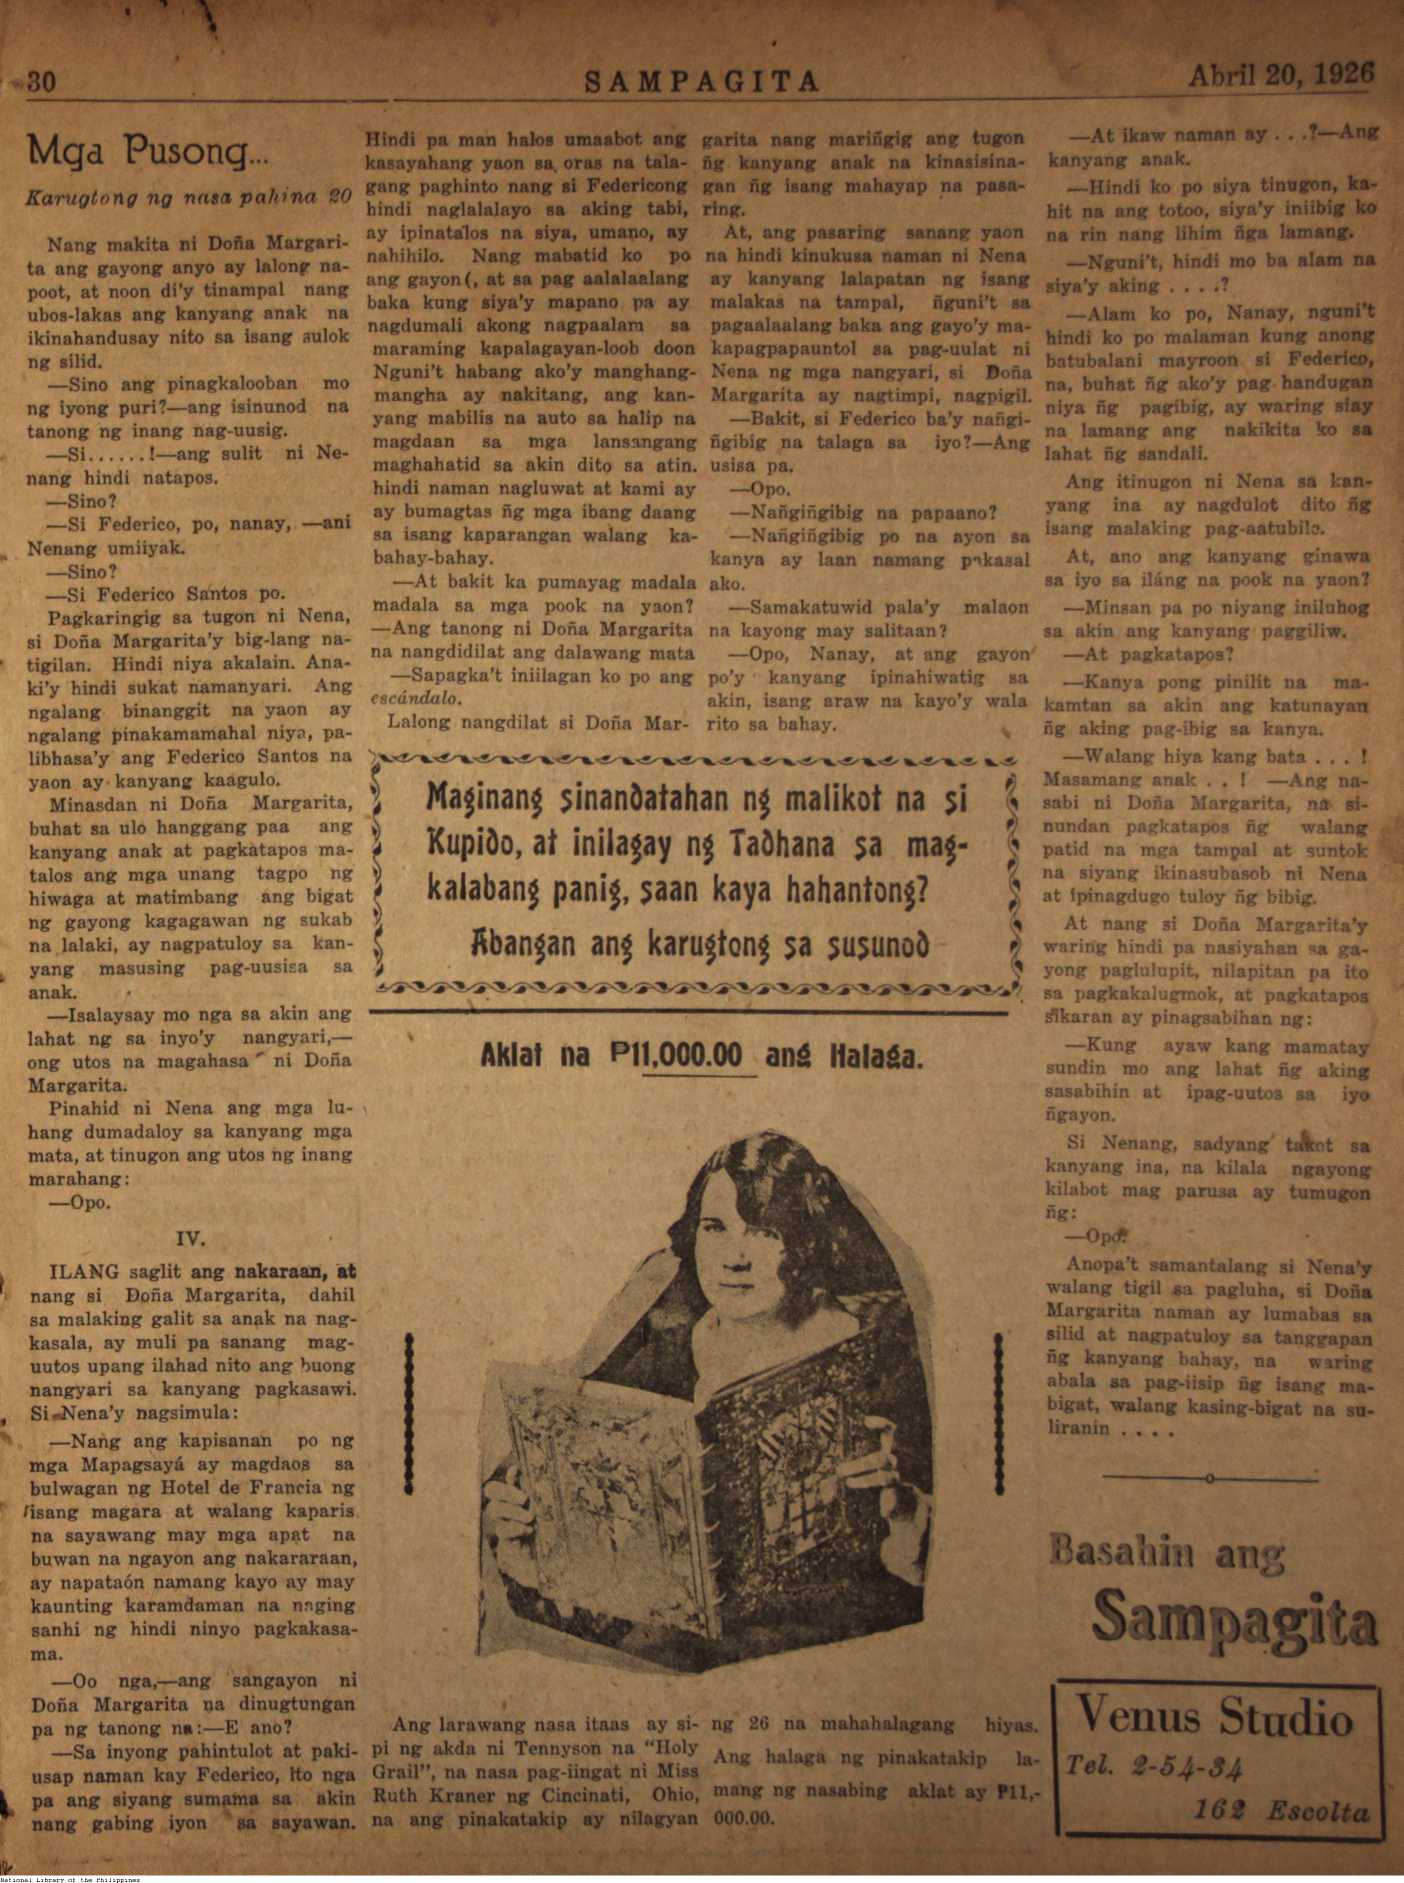 30
SAMPAGITA
Abril 20, 1926
Mga Pusong...
Karugtong ng nasa pahina 20
Nang makita ni Doña Margari-
ta ang gayong anyo ay lalong na-
poot, at noon di'y tinampal nang
ubos-lakas ang kanyang anak na
ikinahandusay nito sa isang sulok
ng silid.
—Sino ang pinagkalooban mo
ng iyong puri?—ang isinunod na
tanong ng inang nag-uusig.
—Si......!—ang sulit ni Ne-
nang hindi natapos.
—Sino?
—Si Federico, po, nanay, —ani
Nenang umiiyak.
—Sino?
—Si Federico Santos po.
Pagkaringig sa tugon ni Nena,
si Doña Margarita'y big-lang na-
tigilan. Hindi niya akalain. Ana-
ki'y hindi sukat namanyari. Ang
ngalang binanggit na yaon ay
ngalang pinakamamahal niya, pa-
libhasa'y ang Federico Santos na
yaon ay kanyang kaagulo.
Minasdan ni Doña Margarita,
buhat sa ulo hanggang paa ang
kanyang anak at pagkatapos ma-
talos ang mga unang tagpo ng
hiwaga at matimbang ang bigat
ng gayong kagagawan ng sukab
na lalaki, ay nagpatuloy sa kan-
yang masusing pag-uusisa sa
anak.
—Isalaysay mo nga sa akin ang
lahat ng sa inyo'y nangyari,—
ong utos na magahasa ni Doña
Margarita.
Pinahid ni Nena ang mga lu-
hang dumadaloy sa kanyang mga
mata, at tinugon ang utos ng inang
marahang:
—Opo.
IV.
ILANG saglit ang nakaraan, at
nang si Doña Margarita, dahil
sa malaking galit sa anak na nag-
kasala, ay muli pa sanang mag-
uutos upang ilahad nito ang buong
nangyari sa kanyang pagkasawi.
Si Nena'y nagsimula:
—Nang ang kapisanan po ng
mga Mapagsayá ay magdaos sa
bulwagan ng Hotel de Francia ng
isang magara at walang kaparis
na sayawang may mga apat na
buwan na ngayon ang nakararaan,
ay napataón namang kayo ay may
kaunting karamdaman na naging
sanhi ng hindi ninyo pagkakasa-
ma.
—Oo nga,—ang sangayon ni
Doña Margarita na dinugtungan
pa ng tanong na:—E ano?
—Sa inyong pahintulot at paki-
usap naman kay Federico, ito nga
pa ang siyang sumama sa akin
nang gabing iyon sa sayawan.
Hindi pa man halos umaabot ang
kasayahang yaon sa oras na tala-
gang paghinto nang si Federicong
hindi naglalalayo sa aking tabi,
ay ipinatalos na siya, umano, ay
nahihilo. Nang mabatid ko po
ang gayon(, at sa pag aalalaalang
baka kung siya'y mapano pa ay
nagdumali akong nagpaalam sa
maraming kapalagayan-loob doon
Nguni't habang ako'y manghang-
mangha ay nakitang, ang kan-
yang mabilis na auto sa halip na
magdaan sa mga lansangang
maghahatid sa akin dito sa atin.
hindi naman nagluwat at kami ay
ay bumagtas ñg mga ibang daang
sa isang kaparangan walang ka-
bahay-bahay.
—At bakit ka pumayag madala
madala sa mga pook na yaon?
—Ang tanong ni Doña Margarita
na nangdidilat ang dalawang mata
—Sapagka't iniilagan ko po ang
escándalo.
Lalong nangdilat si Doña Mar-
garita nang mariñgig ang tugon
ñg kanyang anak na kinasisina-
gan ñg isang mahayap na pasa-
ring.
At, ang pasaring sanang yaon
na hindi kinukusa naman ni Nena
ay kanyang lalapatan ng isang
malakas na tampal, ñguni't sa
pagaalaalang baka ang gayo'y ma-
kapagpapauntol sa pag-uulat ni
Nena ng mga nangyari, si Doña
Margarita ay nagtimpi, nagpigil.
—Bakit, si Federico ba'y nañgi-
ñgibig na talaga sa iyo?—Ang
usisa pa.
—Opo.
—Nañgiñgibig na papaano?
—Nañgiñgibig po na ayon sa
kanya ay laan namang pakasal
ako.
—Samakatuwid pala'y malaon
na kayong may salitaan?
—Opo, Nanay, at ang gayon
po'y kanyang ipinahiwatig sa
akin, isang araw na kayo'y wala
rito sa bahay.
Maginang sinandatahan ng malikot na si
Kupido, at inilagay ng Tadhana sa mag-
kalabang panig, saan kaya hahantong?
Abangan ang karugtong sa susunod
Aklat na ₱11,000.00 ang Halaga.
Ang larawang nasa itaas ay si-
pi ng akda ni Tennyson na "Holy
Grail", na nasa pag-iingat ni Miss
Ruth Kraner ng Cincinati, Ohio,
na ang pinakatakip ay nilagyan
ng 26 na mahahalagang hiyas.
Ang halaga ng pinakatakip la-
mang ng nasabing aklat ay ₱11,-
000.00.
—At ikaw naman ay . . .?—Ang
kanyang anak.
—Hindi ko po siya tinugon, ka-
hit na ang totoo, siya'y iniibig ko
na rin nang lihim ñga lamang.
—Nguni't, hindi mo ba alam na
siya'y aking . . . .?
—Alam ko po, Nanay, nguni't
hindi ko po malaman kung anong
batubalani mayroon si Federico,
na, buhat ñg ako'y pag handugan
niya ñg pagibig, ay waring siay
na lamang ang nakikita ko sa
lahat ñg sandali.
Ang itinugon ni Nena sa kan-
yang ina ay nagdulot dito ñg
isang malaking pag-aatubile.
At, ano ang kanyang ginawa
sa iyo sa iláng na pook na yaon?
—Minsan pa po niyang iniluhog
sa akin ang kanyang paggiliw.
—At pagkatapos?
—Kanya pong pinilit na ma-
kamtan sa akin ang katunayan
ñg aking pag-ibig sa kanya.
—Walang hiya kang bata . . . !
Masamang anak . . ! —Ang na-
sabi ni Doña Margarita, na si-
nundan pagkatapos ñg walang
patid na mga tampal at suntok
na siyang ikinasubasob ni Nena
at ipinagdugo tuloy ñg bibig.
At nang si Doña Margarita'y
waring hindi pa nasiyahan sa ga-
yong paglulupit, nilapitan pa ito
sa pagkakalugmok, at pagkatapos
sikaran ay pinagsabihan ng:
—Kung ayaw kang mamatay
sundin mo ang lahat ñg aking
sasabihin at ipag-uutos sa iyo
ñgayon.
Si Nenang, sadyang takot sa
kanyang ina, na kilala ngayong
kilabot mag parusa ay tumugon
ñg:
—Opo.
Anopa't samantalang si Nena'y
walang tigil sa pagluha, si Doña
Margarita naman ay lumabas sa
silid at nagpatuloy sa tanggapan
ñg kanyang bahay, na waring
abala sa pag-iisip ñg isang ma-
bigat, walang kasing-bigat na su-
liranin . . . .
Basahin ang
Sampagita
Venus Studio
Tel. 2-54-34
162 Escolta
National Library of the Philippines